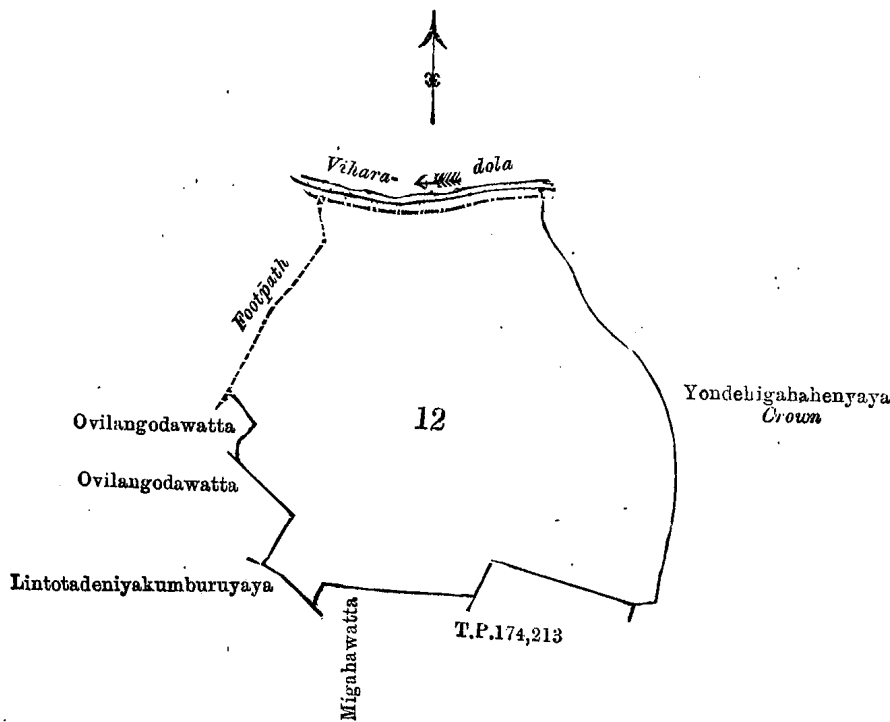 Vihara- dola
Footpath
Yondehigahahenyaya
Crown
Ovilangodawatta
12
Ovilangodawatta
Lintotadeniyakumburuyaya
Migahawatta
T.P.174,213